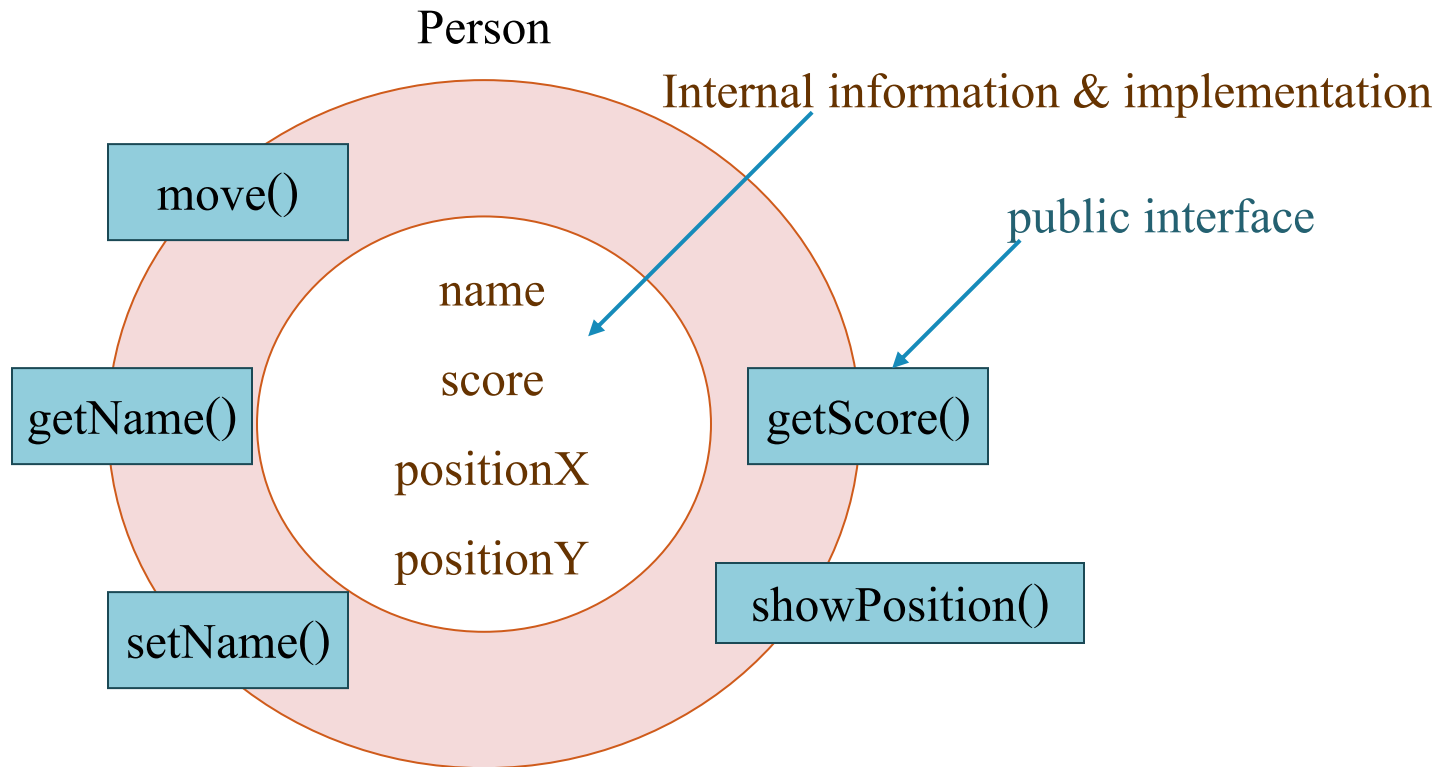 Person
Internal information & implementation
move()
public interface
name
score
getName()
getScore()
positionX
positionY
showPosition()
setName()